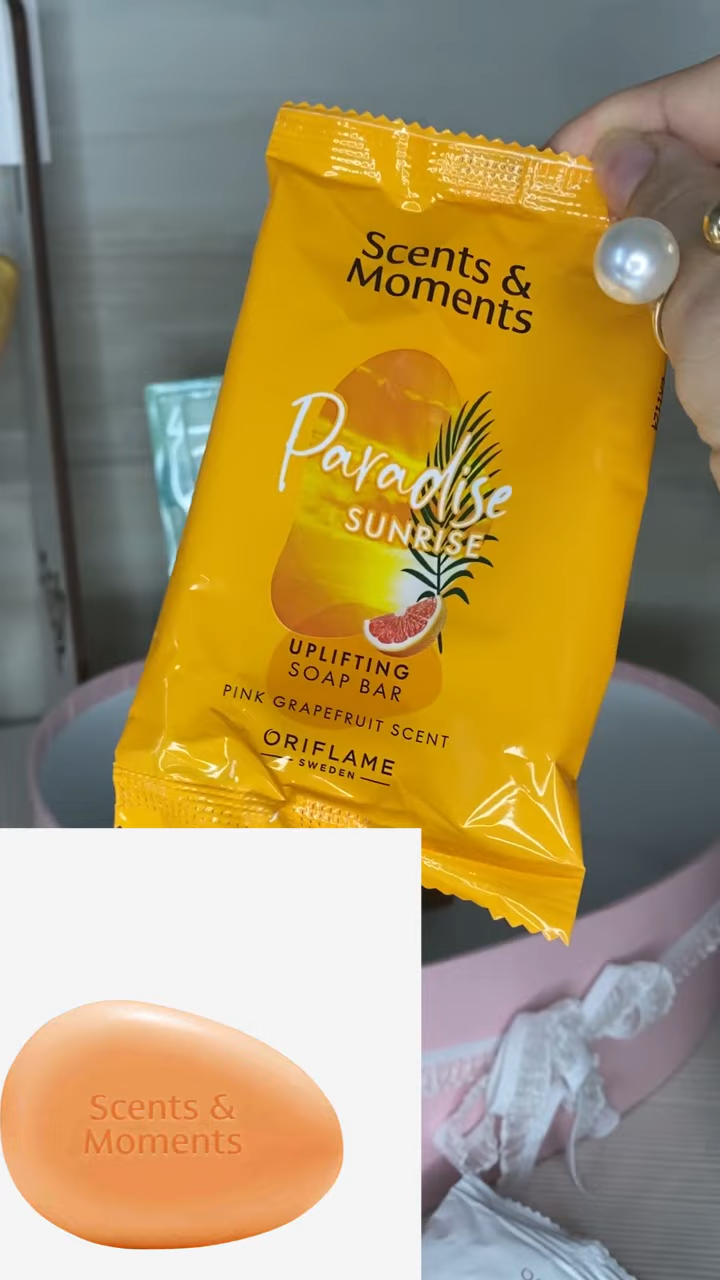 Scents &
Moments
Paradise
SUNRISE
UPLIFTING
SOAP BAR
PINK GRAPEFRUIT SCENT
ORIFLAME
SWEDEN
Scents &
Moments